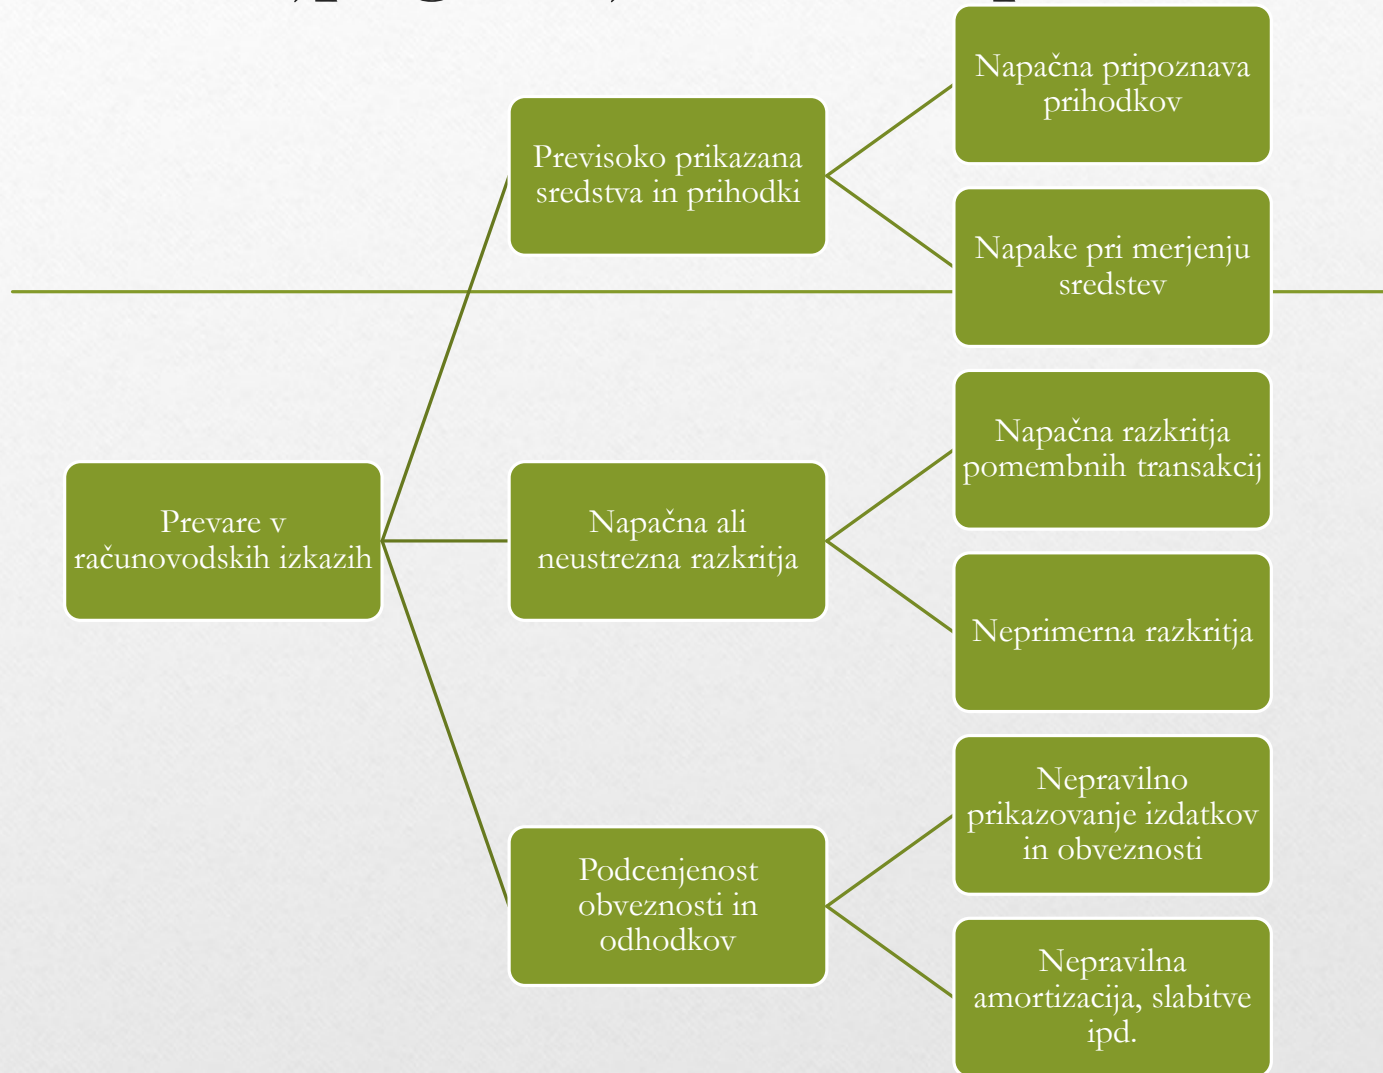 Napačna pripoznava
prihodkov
Previsoko prikazana
sredstva in prihodki
Napake pri merjenju
sredstev
Napačna razkritja
pomembnih transakcij
Prevare v
računovodskih izkazih
Napačna ali
neustrezna razkritja
Neprimerna razkritja
Nepravilno
prikazovanje izdatkov
in obveznosti
Podcenjenost
obveznosti in
odhodkov
Nepravilna
amortizacija, slabitve
ipd.